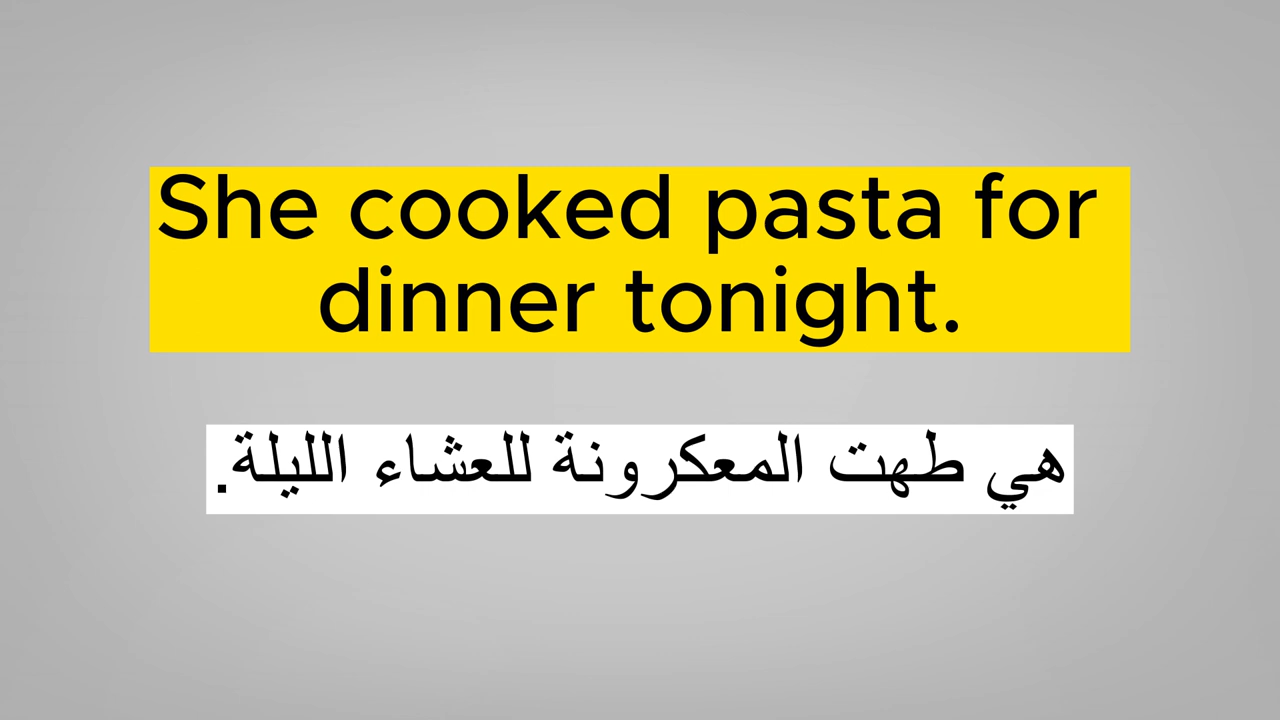 She cooked pasta for
dinner tonight.
هي طهت المعكرونة للعشاء الليلة.